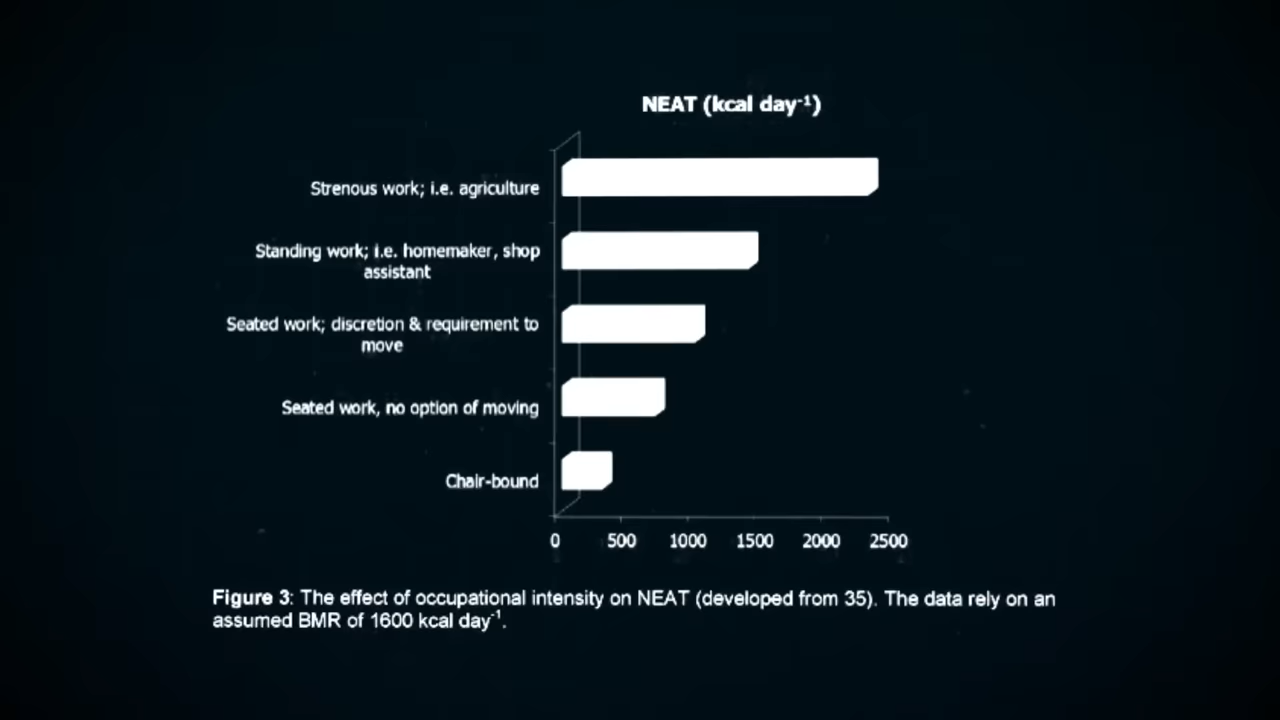 NEAT (kcal day⁻¹)
Strenous work; i.e. agriculture
Standing work; i.e. homemaker, shop
assistant
Seated work; discretion & requirement to
move
Seated work, no option of moving
Chair-bound
0 500 1000 1500 2000 2500
Figure 3: The effect of occupational intensity on NEAT (developed from 35). The data rely on an
assumed BMR of 1600 kcal day⁻¹.